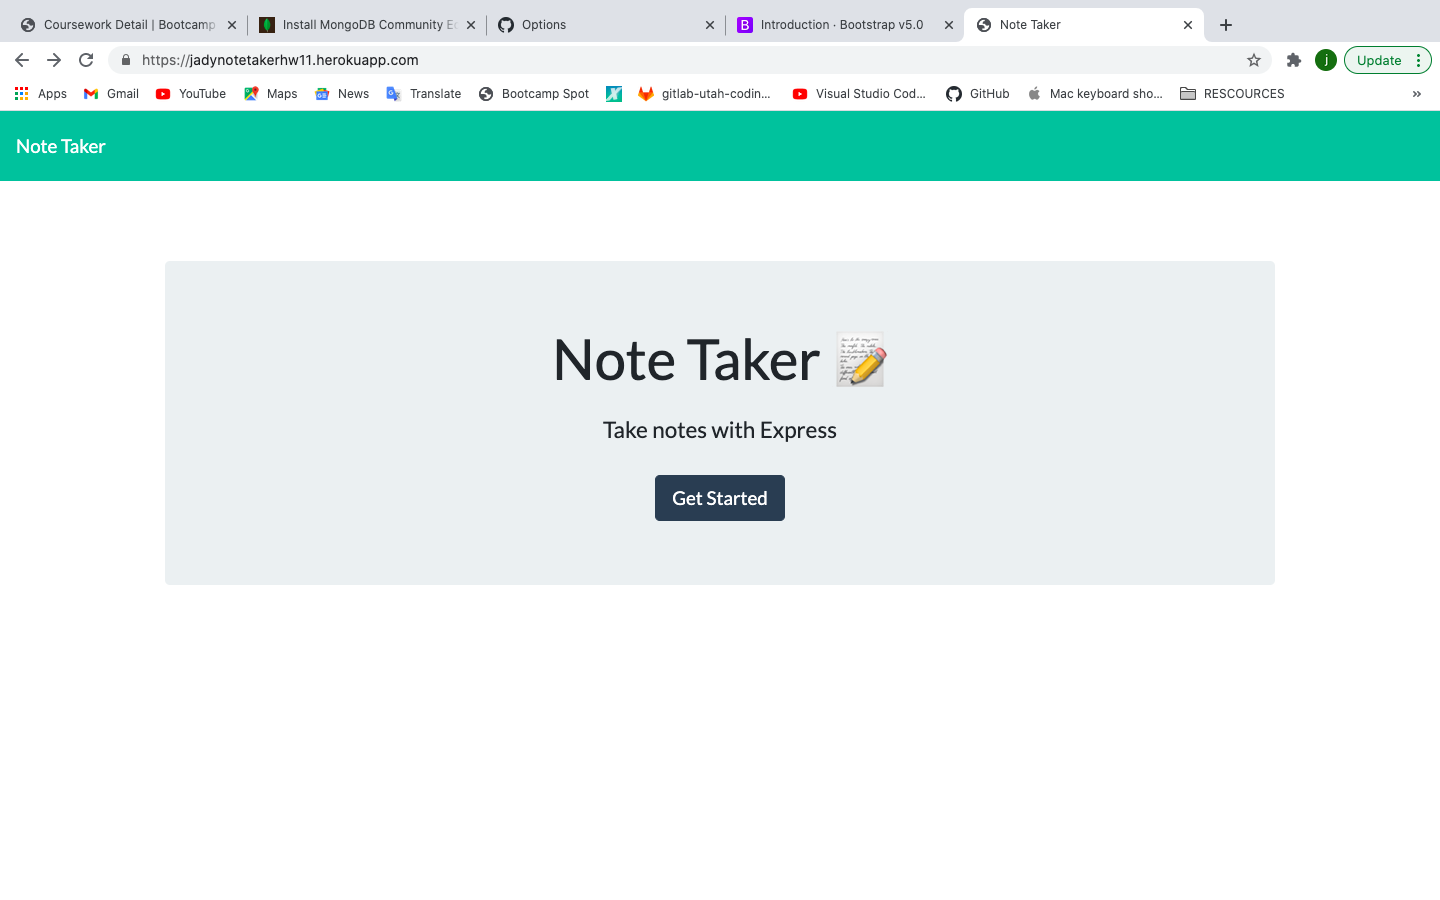 Coursework Detail | Bootcamp
Install MongoDB Community Ed
Options
Introduction · Bootstrap v5.0
Note Taker
https://jadynotetakerhw11.herokuapp.com
j
Update
Apps
Gmail
YouTube
Maps
News
Translate
Bootcamp Spot
gitlab-utah-codin...
Visual Studio Cod...
GitHub
Mac keyboard sho...
RESCOURCES
»
Note Taker
Note Taker
Take notes with Express
Get Started